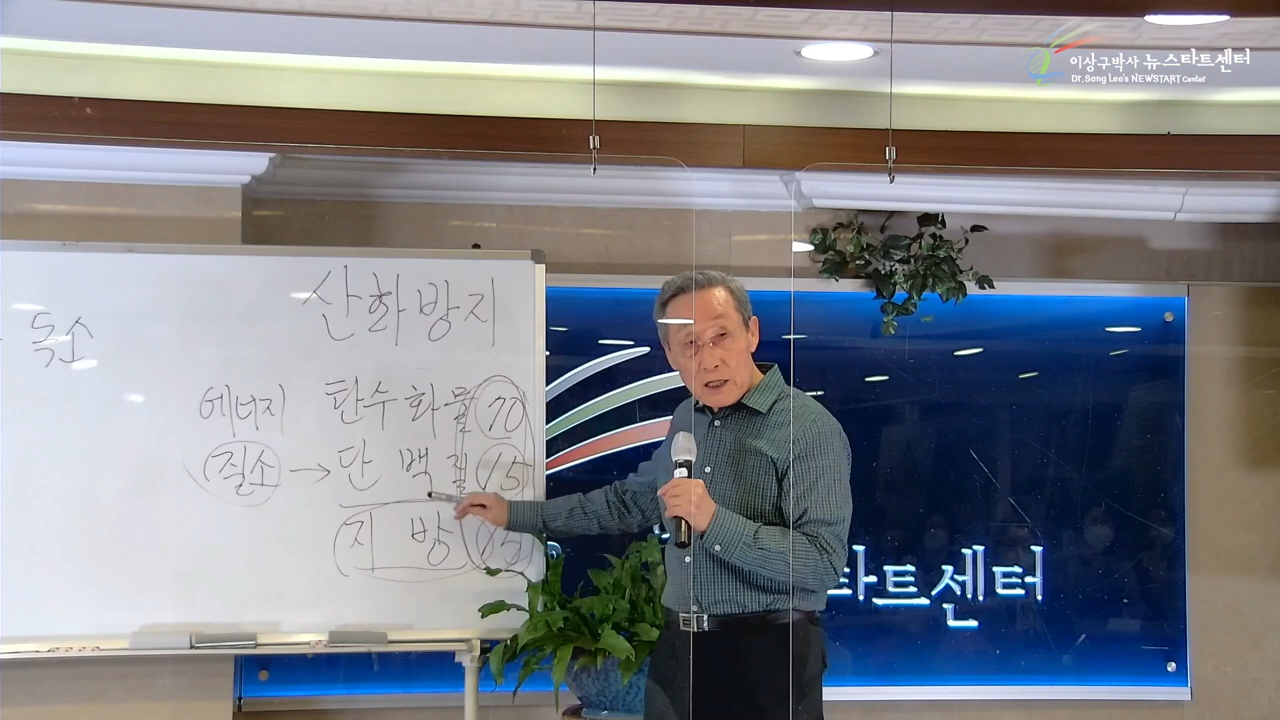 이상구박사 뉴스타트센터
Dr. Sang Lee's NEWSTART Center
산화방지
독소
에너지 탄수화물 70
질소 → 단백질 15
지방 15
타트센터